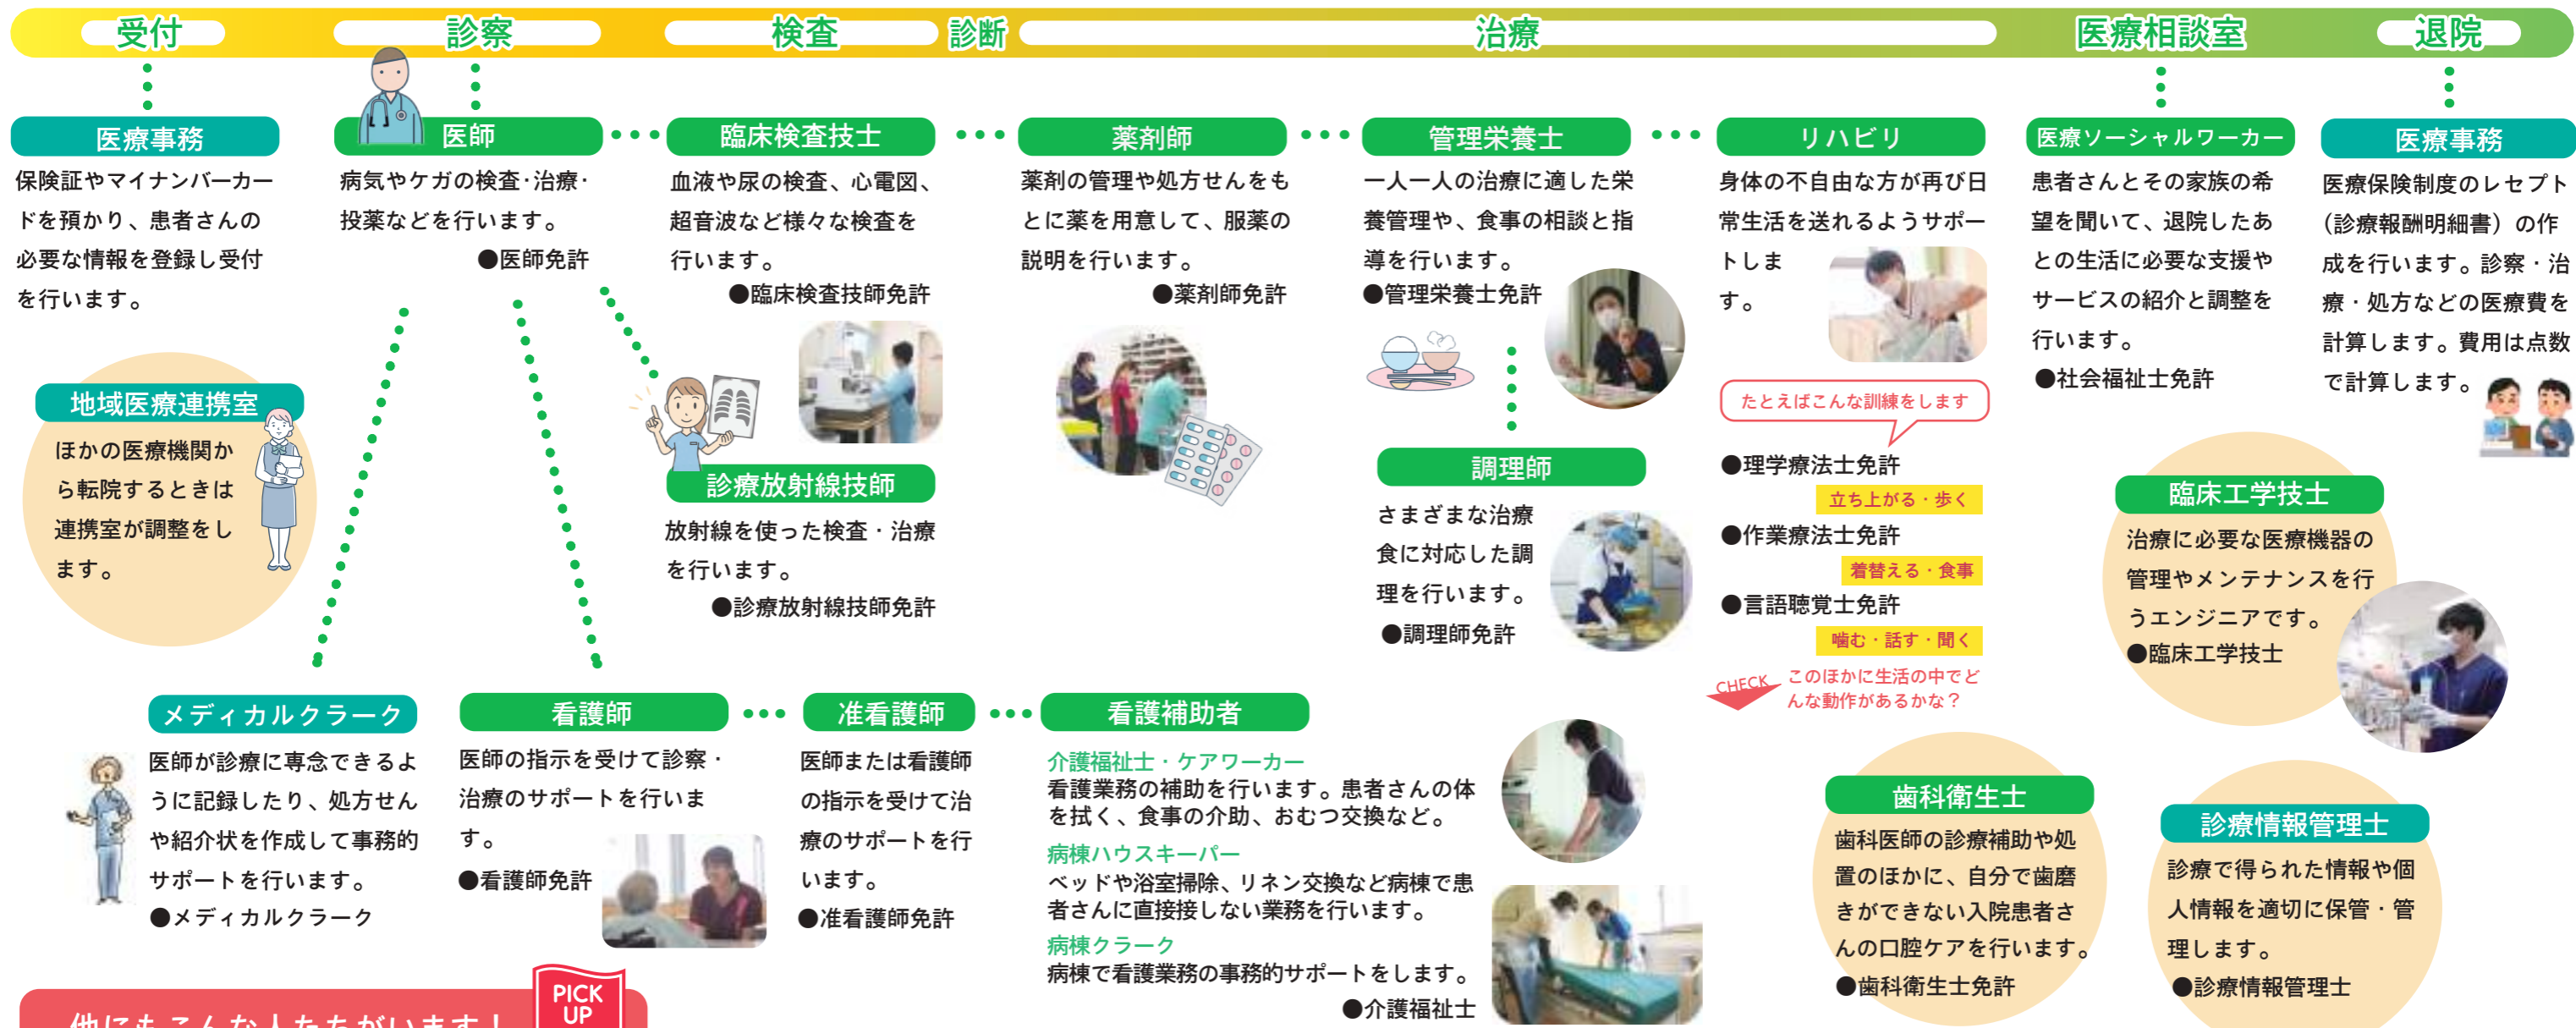 受付
診察
検査
診断
治療
医療相談室
退院
医療事務
保険証やマイナンバーカー
ドを預かり、患者さんの
必要な情報を登録し受付
を行います。
地域医療連携室
ほかの医療機関か
ら転院するときは
連携室が調整をし
ます。
医師
病気やケガの検査·治療·
投薬などを行います。
●医師免許
臨床検査技士
血液や尿の検査、心電図、
超音波など様々な検査を
行います。
●臨床検査技師免許
診療放射線技師
放射線を使った検査・治療
を行います。
●診療放射線技師免許
薬剤師
薬剤の管理や処方せんをも
とに薬を用意して、服薬の
説明を行います。
●薬剤師免許
管理栄養士
一人一人の治療に適した栄
養管理や、食事の相談と指
導を行います。
●管理栄養士免許
調理師
さまざまな治療
食に対応した調
理を行います。
●調理師免許
リハビリ
身体の不自由な方が再び日
常生活を送れるようサポー
トしま
す。
たとえばこんな訓練をします
●理学療法士免許
立ち上がる・歩く
●作業療法士免許
着替える・食事
●言語聴覚士免許
噛む・話す・聞く
CHECK
このほかに生活の中でど
んな動作があるかな？
医療ソーシャルワーカー
患者さんとその家族の希
望を聞いて、退院したあ
との生活に必要な支援や
サービスの紹介と調整を
行います。
●社会福祉士免許
医療事務
医療保険制度のレセプト
（診療報酬明細書）の作
成を行います。診察・治
療・処方などの医療費を
計算します。費用は点数
で計算します。
臨床工学技士
治療に必要な医療機器の
管理やメンテナンスを行
うエンジニアです。
●臨床工学技士
メディカルクラーク
医師が診療に専念できるよ
うに記録したり、処方せん
や紹介状を作成して事務的
サポートを行います。
●メディカルクラーク
看護師
医師の指示を受けて診察・
治療のサポートを行いま
す。
●看護師免許
准看護師
医師または看護師
の指示を受けて治
療のサポートを行
います。
●准看護師免許
看護補助者
介護福祉士・ケアワーカー
看護業務の補助を行います。患者さんの体
を拭く、食事の介助、おむつ交換など。
病棟ハウスキーパー
ベッドや浴室掃除、リネン交換など病棟で患
者さんに直接接しない業務を行います。
病棟クラーク
病棟で看護業務の事務的サポートをします。
●介護福祉士
歯科衛生士
歯科医師の診療補助や処
置のほかに、自分で歯磨
きができない入院患者さ
んの口腔ケアを行います。
●歯科衛生士免許
診療情報管理士
診療で得られた情報や個
人情報を適切に保管・管
理します。
●診療情報管理士
他にもこんな人たちがいます！
PICK
UP